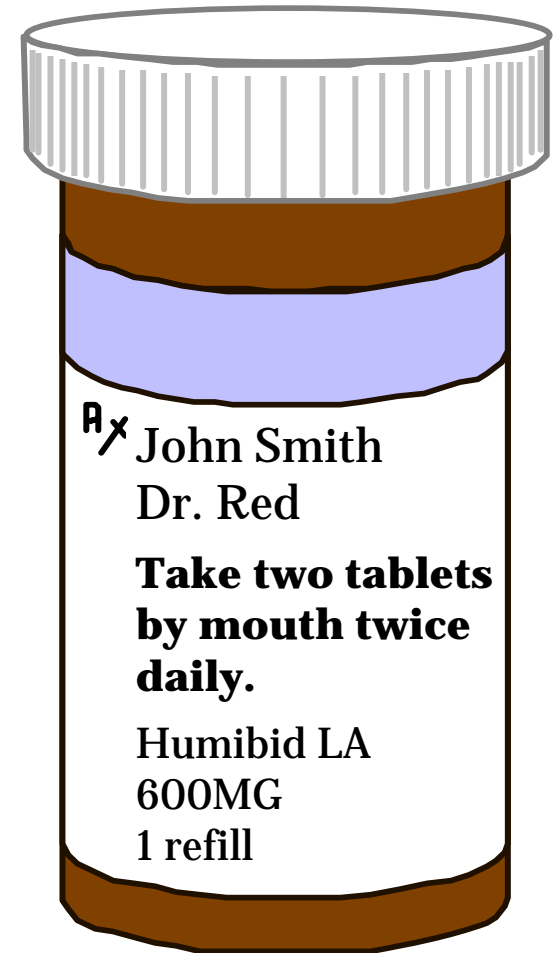 Rx John Smith
Dr. Red
Take two tablets
by mouth twice
daily.
Humibid LA
600MG
1 refill